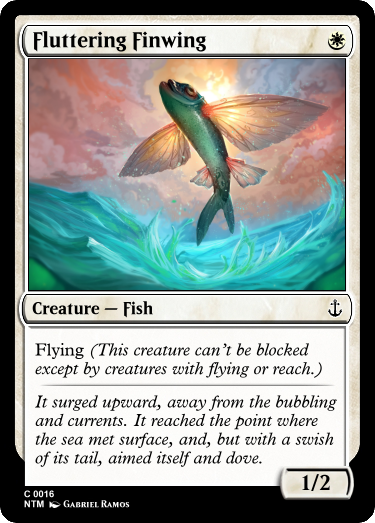 Fluttering Finwing
Creature — Fish
Flying (This creature can't be blocked
except by creatures with flying or reach.)
It surged upward, away from the bubbling
and currents. It reached the point where
the sea met surface, and, but with a swish
of its tail, aimed itself and dove.
1/2
C 0016
NTM Gabriel Ramos